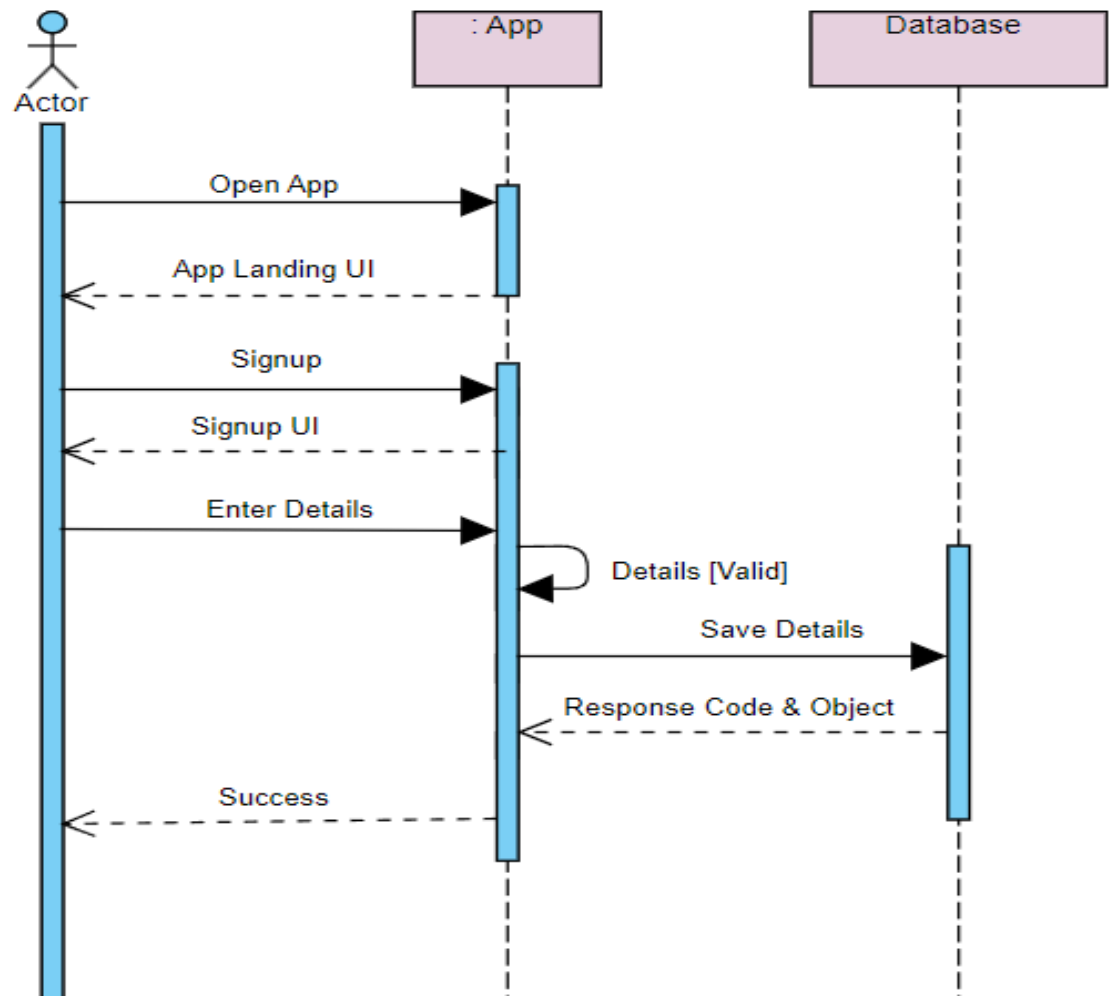 : App
Database
Actor
Open App
App Landing UI
Signup
Signup UI
Enter Details
Details [Valid]
Save Details
Response Code & Object
Success